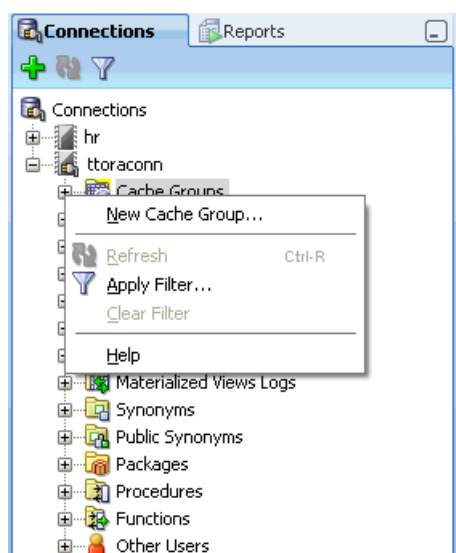 Connections Reports
Connections
hr
ttoraconn
Cache Groups
New Cache Group...
Refresh Ctrl-R
Apply Filter...
Clear Filter
Help
Materialized Views Logs
Synonyms
Public Synonyms
Packages
Procedures
Functions
Other Users